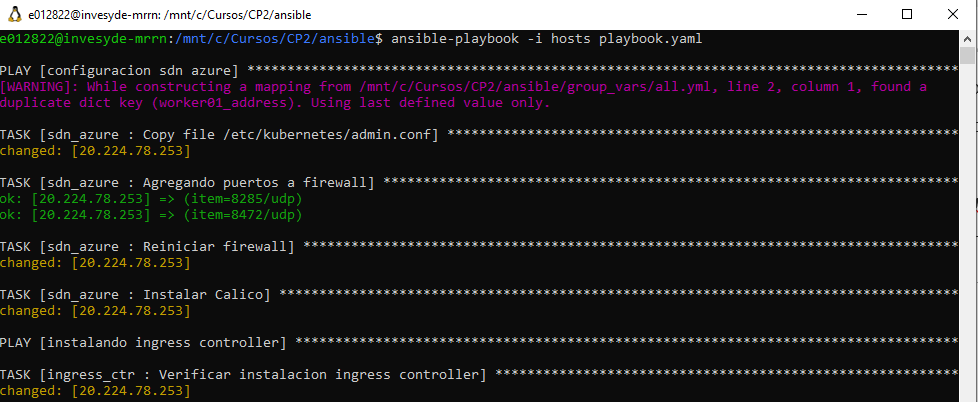 e012822@invesyde-mrrn: /mnt/c/Cursos/CP2/ansible
e012822@invesyde-mrrn:/mnt/c/Cursos/CP2/ansible$ ansible-playbook -i hosts playbook.yaml
PLAY [configuracion sdn azure] *****************************************************************************************
[WARNING]: While constructing a mapping from /mnt/c/Cursos/CP2/ansible/group_vars/all.yml, line 2, column 1, found a
duplicate dict key (worker01_address). Using last defined value only.
TASK [sdn_azure : Copy file /etc/kubernetes/admin.conf] ****************************************************************
changed: [20.224.78.253]
TASK [sdn_azure : Agregando puertos a firewall] ************************************************************************
ok: [20.224.78.253] => (item=8285/udp)
ok: [20.224.78.253] => (item=8472/udp)
TASK [sdn_azure : Reiniciar firewall] **********************************************************************************
changed: [20.224.78.253]
TASK [sdn_azure : Instalar Calico] *************************************************************************************
changed: [20.224.78.253]
PLAY [instalando ingress controller] ***********************************************************************************
TASK [ingress_ctr : Verificar instalacion ingress controller] **********************************************************
changed: [20.224.78.253]